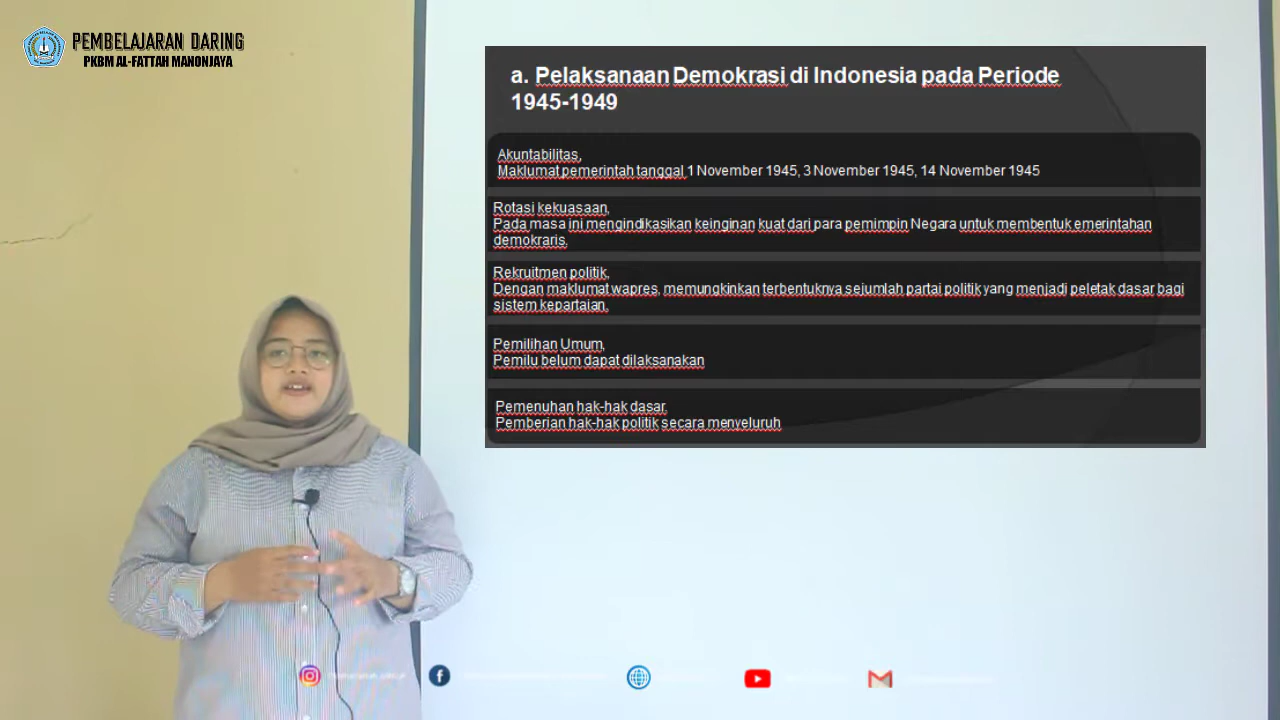 PEMBELAJARAN DARING
PKBM AL-FATTAH MANONJAYA
a. Pelaksanaan Demokrasi di Indonesia pada Periode
1945-1949
Akuntabilitas,
Maklumat pemerintah tanggal 1 November 1945, 3 November 1945, 14 November 1945
Rotasi kekuasaan,
Pada masa ini mengindikasikan keinginan kuat dari para pemimpin Negara untuk membentuk emerintahan
demokraris.
Rekruitmen politik,
Dengan maklumat wapres, memungkinkan terbentuknya sejumlah partai politik yang menjadi peletak dasar bagi
sistem kepartaian.
Pemilihan Umum,
Pemilu belum dapat dilaksanakan
Pemenuhan hak-hak dasar.
Pemberian hak-hak politik secara menyeluruh